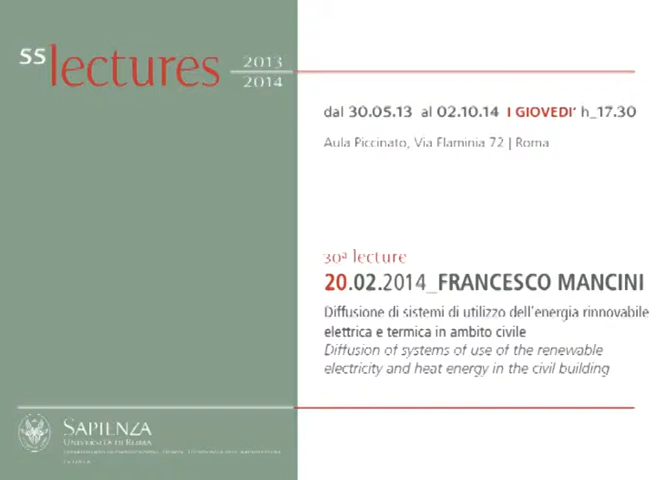 55 lectures 2013
2014
dal 30.05.13 al 02.10.14 I GIOVEDI' h_17.30
Aula Piccinato, Via Flaminia 72 | Roma
30ª lecture
20.02.2014_FRANCESCO MANCINI
Diffusione di sistemi di utilizzo dell'energia rinnovabile
elettrica e termica in ambito civile
Diffusion of systems of use of the renewable
electricity and heat energy in the civil building
SAPIENZA
UNIVERSITÀ DI ROMA